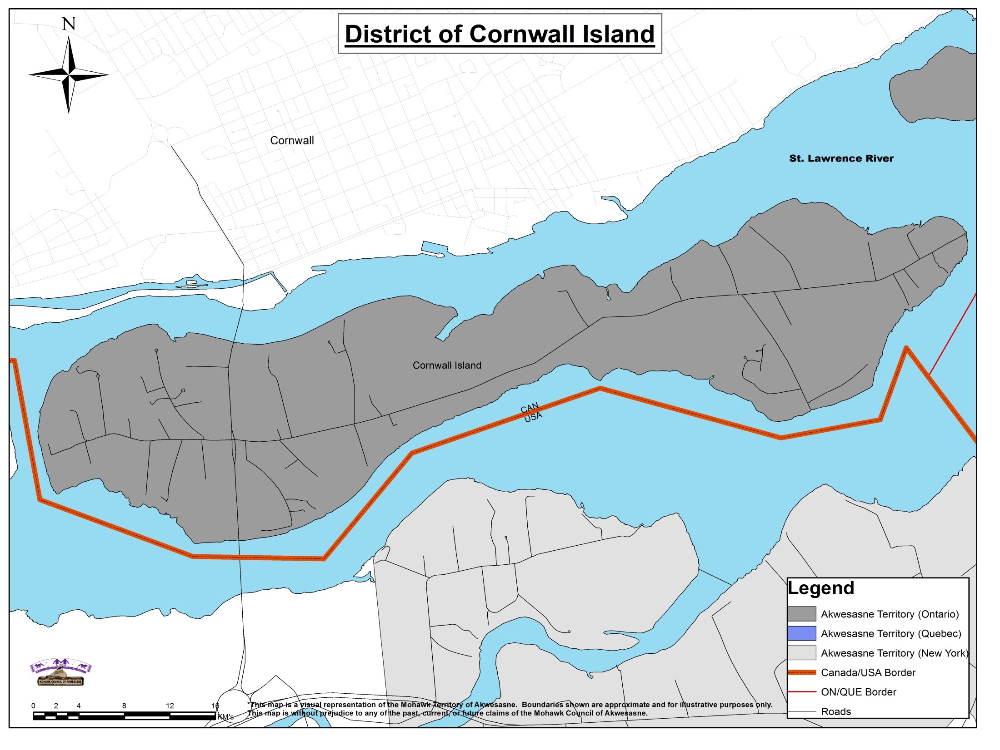 District of Cornwall Island
N
Cornwall
St. Lawrence River
Cornwall Island
CAN
USA
Legend
Akwesasne Territory (Ontario)
Akwesasne Territory (Quebec)
Akwesasne Territory (New York)
Canada/USA Border
ON/QUE Border
Roads
MOHAWK COUNCIL OF AKWESASNE
0 2 4 8 12 16
KM's
*This map is a visual representation of the Mohawk Territory of Akwesasne. Boundaries shown are approximate and for illustrative purposes only.
This map is without prejudice to any of the past, current, or future claims of the Mohawk Council of Akwesasne.